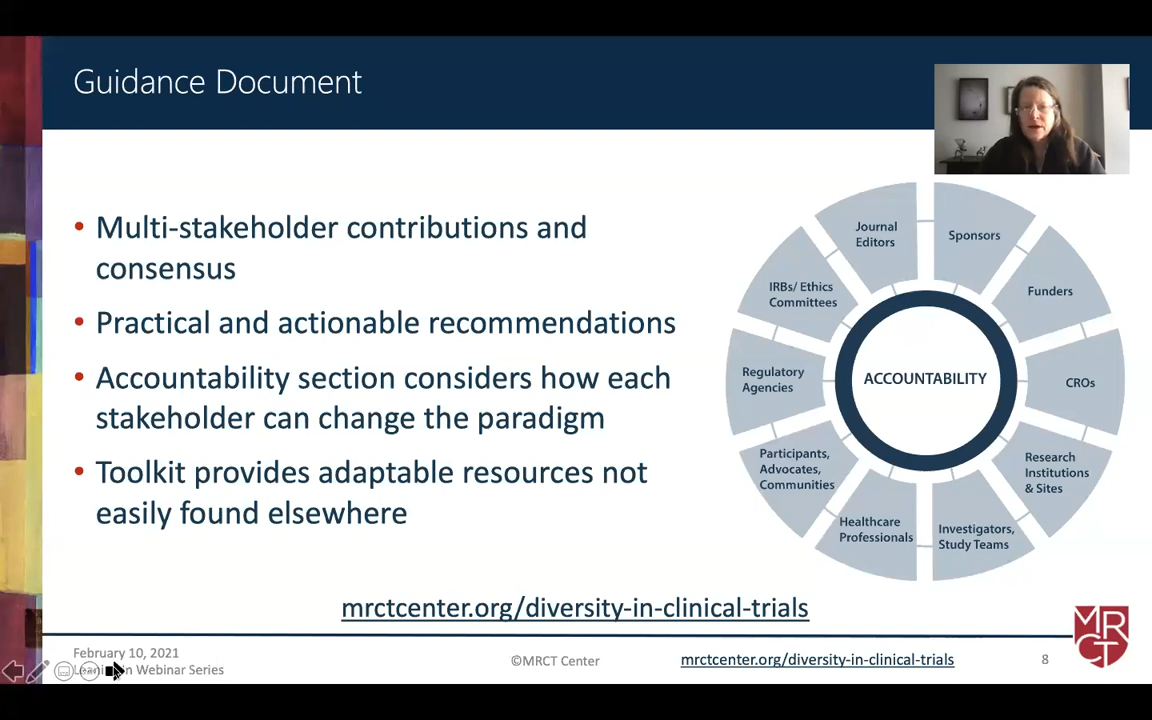 Guidance Document
• Multi-stakeholder contributions and
consensus
• Practical and actionable recommendations
• Accountability section considers how each
stakeholder can change the paradigm
• Toolkit provides adaptable resources not
easily found elsewhere
Journal
Editors
Sponsors
IRBs/ Ethics
Committees
Funders
Regulatory
Agencies
ACCOUNTABILITY
CROs
Participants,
Advocates,
Communities
Research
Institutions
& Sites
Healthcare
Professionals
Investigators,
Study Teams
mrctcenter.org/diversity-in-clinical-trials
February 10, 2021
Webinar Series
©MRCT Center
mrctcenter.org/diversity-in-clinical-trials
8
MR
CT